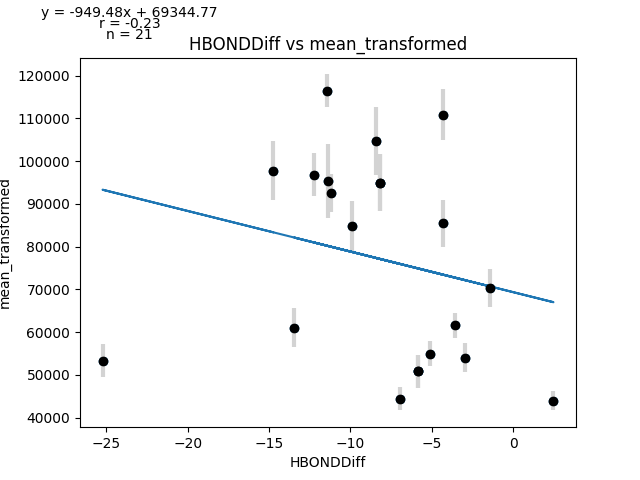 y = -949.48x + 69344.77
r = -0.23
n = 21
HBONDDiff vs mean_transformed
120000
110000
100000
90000
80000
70000
60000
50000
40000
mean_transformed
−25
−20
−15
−10
−5
0
HBONDDiff